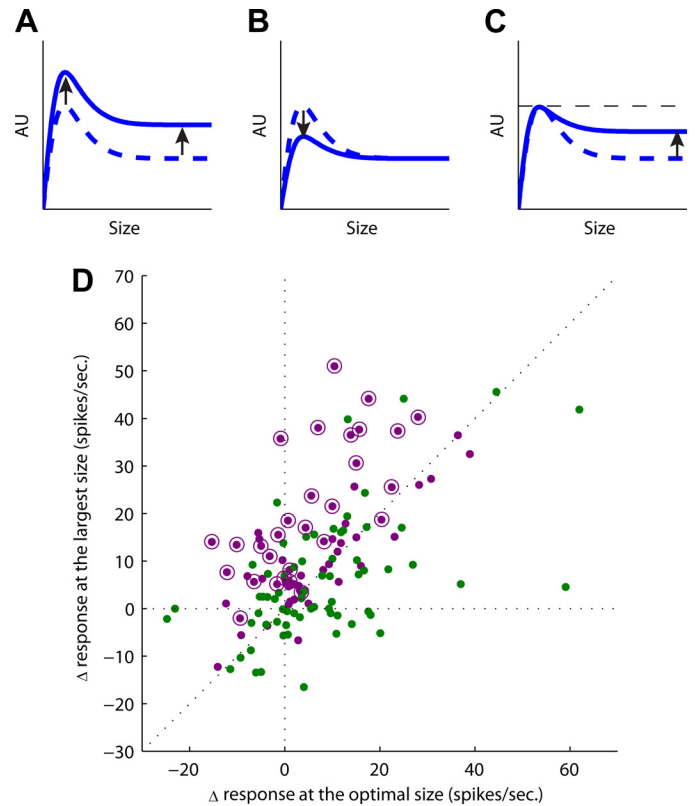 A
B
C
AU
AU
AU
Size
Size
Size
D
Δ response at the largest size (spikes/sec.)
70
60
50
40
30
20
10
0
−10
−20
−30
−20
0
20
40
60
Δ response at the optimal size (spikes/sec.)